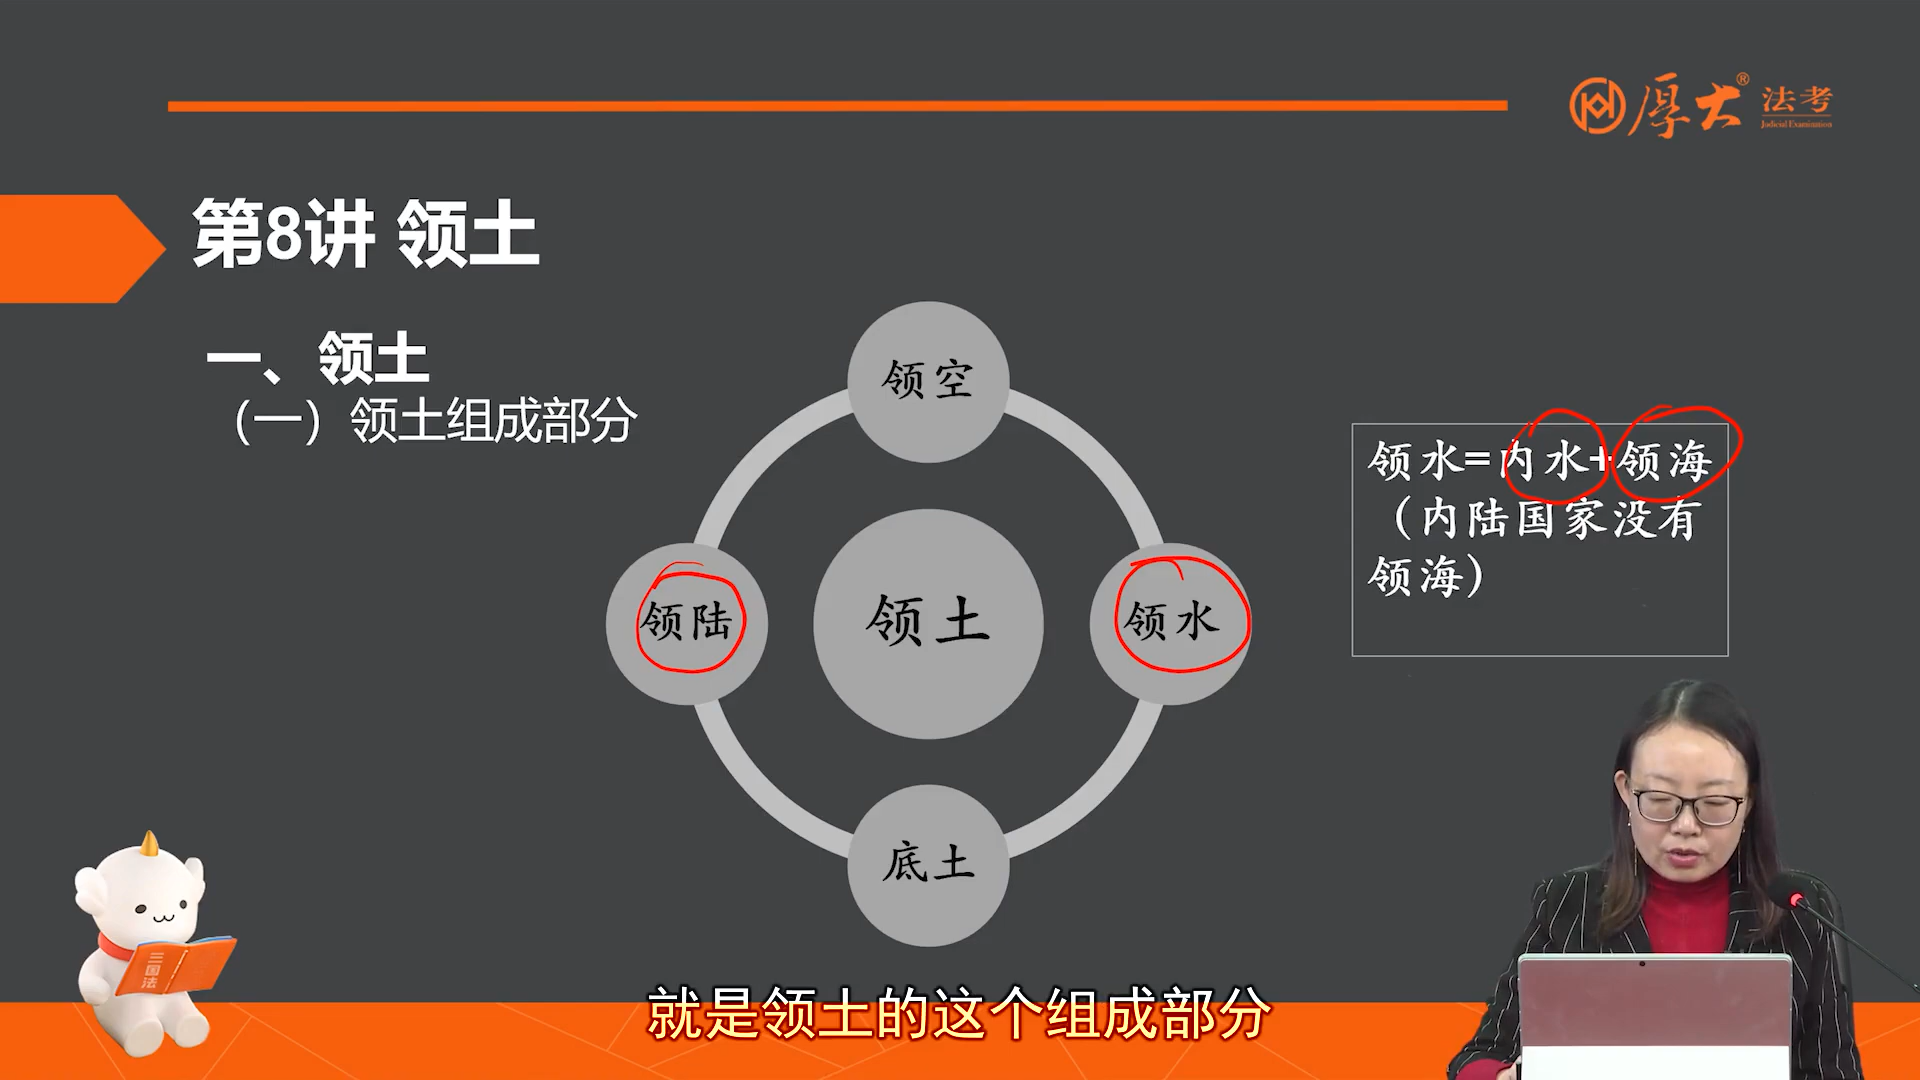 厚大® 法考
Judicial Examination
第8讲 领土
一、领土
（一）领土组成部分
领空
领陆
领土
领水
底土
领水=内水+领海
（内陆国家没有
领海）
三国法
就是领土的这个组成部分